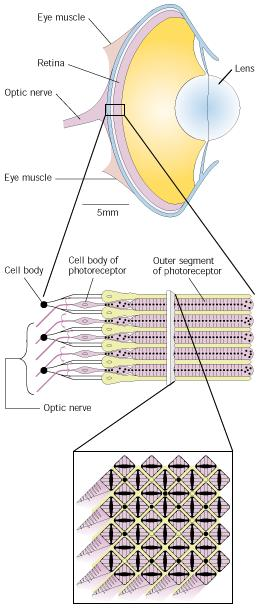 Eye muscle
Retina
Lens
Optic nerve
Eye muscle
5mm
Cell body
Cell body of
photoreceptor
Outer segment
of photoreceptor
Optic nerve